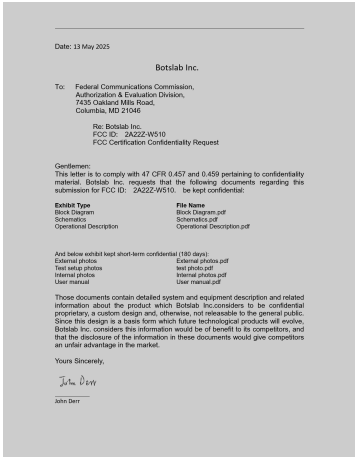 Date: 13 May 2025
Botslab Inc.
To: Federal Communications Commission,
Authorization & Evaluation Division,
7435 Oakland Mills Road,
Columbia, MD 21046
Re: Botslab Inc.
FCC ID: 2A22Z-W510
FCC Certification Confidentiality Request
Gentlemen:
This letter is to comply with 47 CFR 0.457 and 0.459 pertaining to confidentiality
material. Botslab Inc. requests that the following documents regarding this
submission for FCC ID: 2A22Z-W510. be kept confidential:
Exhibit Type File Name
Block Diagram Block Diagram.pdf
Schematics Schematics.pdf
Operational Description Operational Description.pdf
And below exhibit kept short-term confidential (180 days):
External photos External photos.pdf
Test setup photos test photo.pdf
Internal photos Internal photos.pdf
User manual User manual.pdf
Those documents contain detailed system and equipment description and related
information about the product which Botslab Inc.considers to be confidential
proprietary, a custom design and, otherwise, not releasable to the general public.
Since this design is a basis form which future technological products will evolve,
Botslab Inc. considers this information would be of benefit to its competitors, and
that the disclosure of the information in these documents would give competitors
an unfair advantage in the market.
Yours Sincerely,
John Derr
John Derr